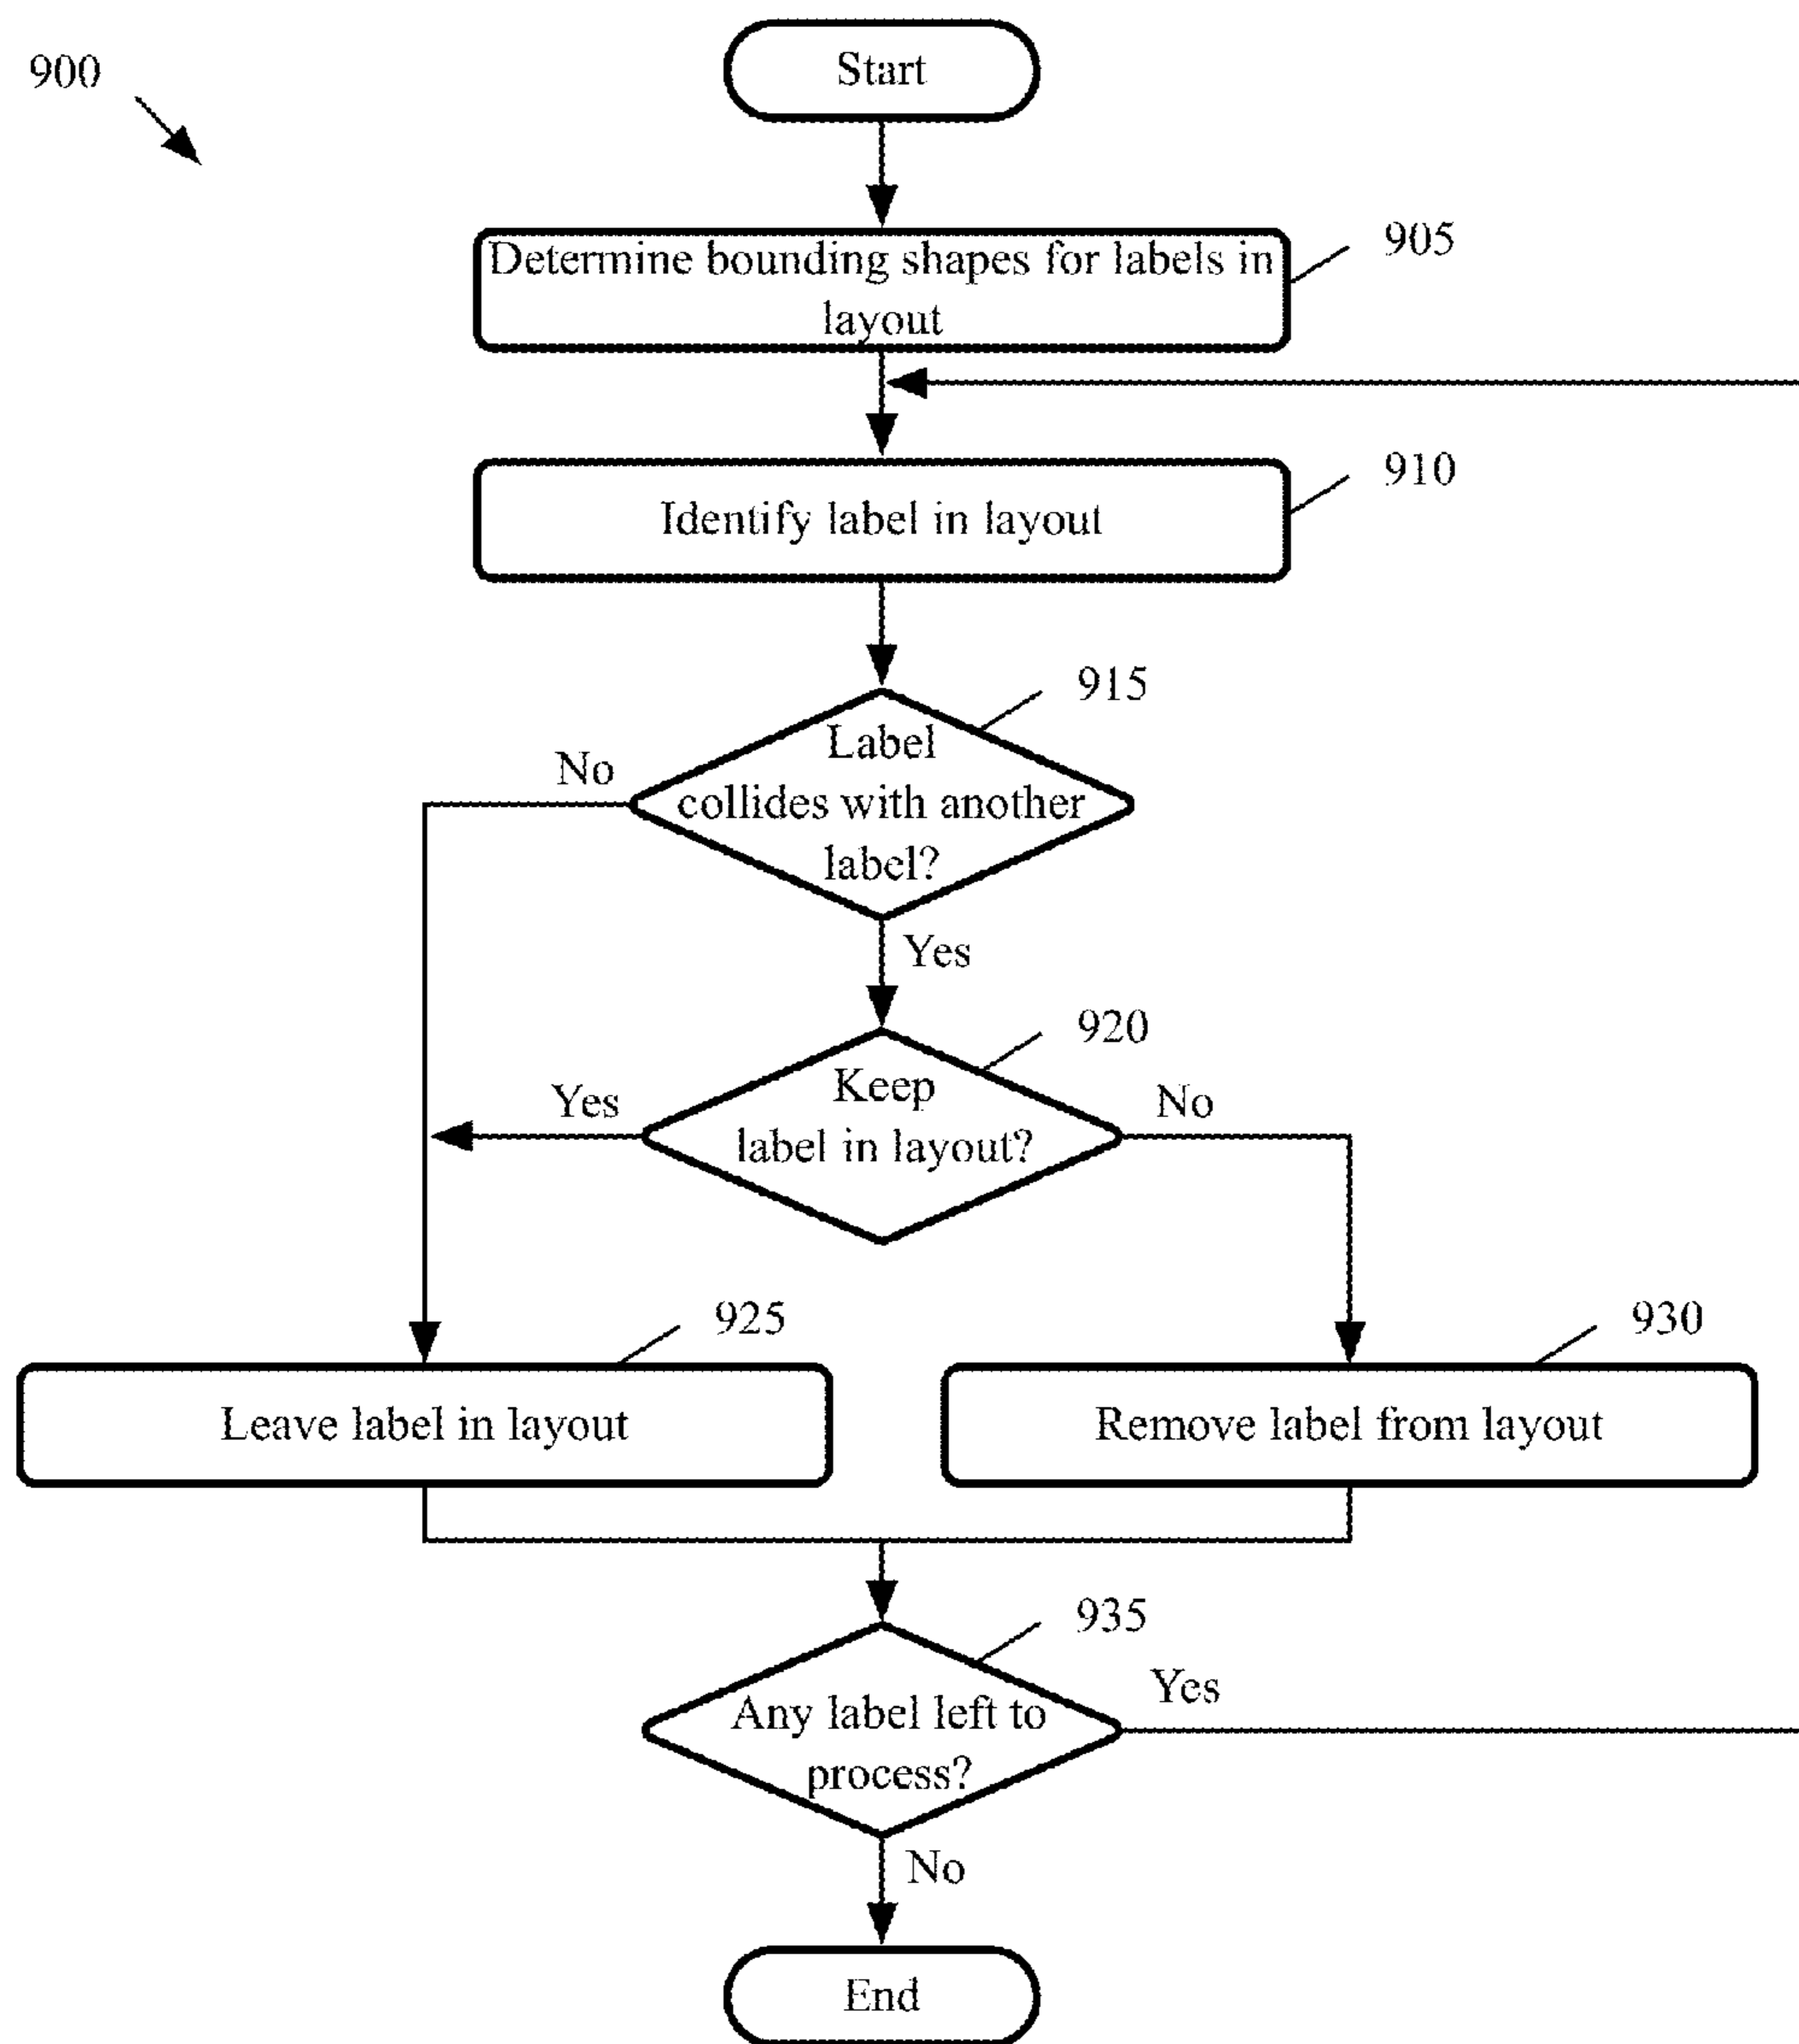 900
Start
Determine bounding shapes for labels in
layout
905
Identify label in layout
910
915
Label
collides with another
label?
No
Yes
920
Keep
label in layout?
Yes
No
925
Leave label in layout
930
Remove label from layout
935
Any label left to
process?
Yes
No
End